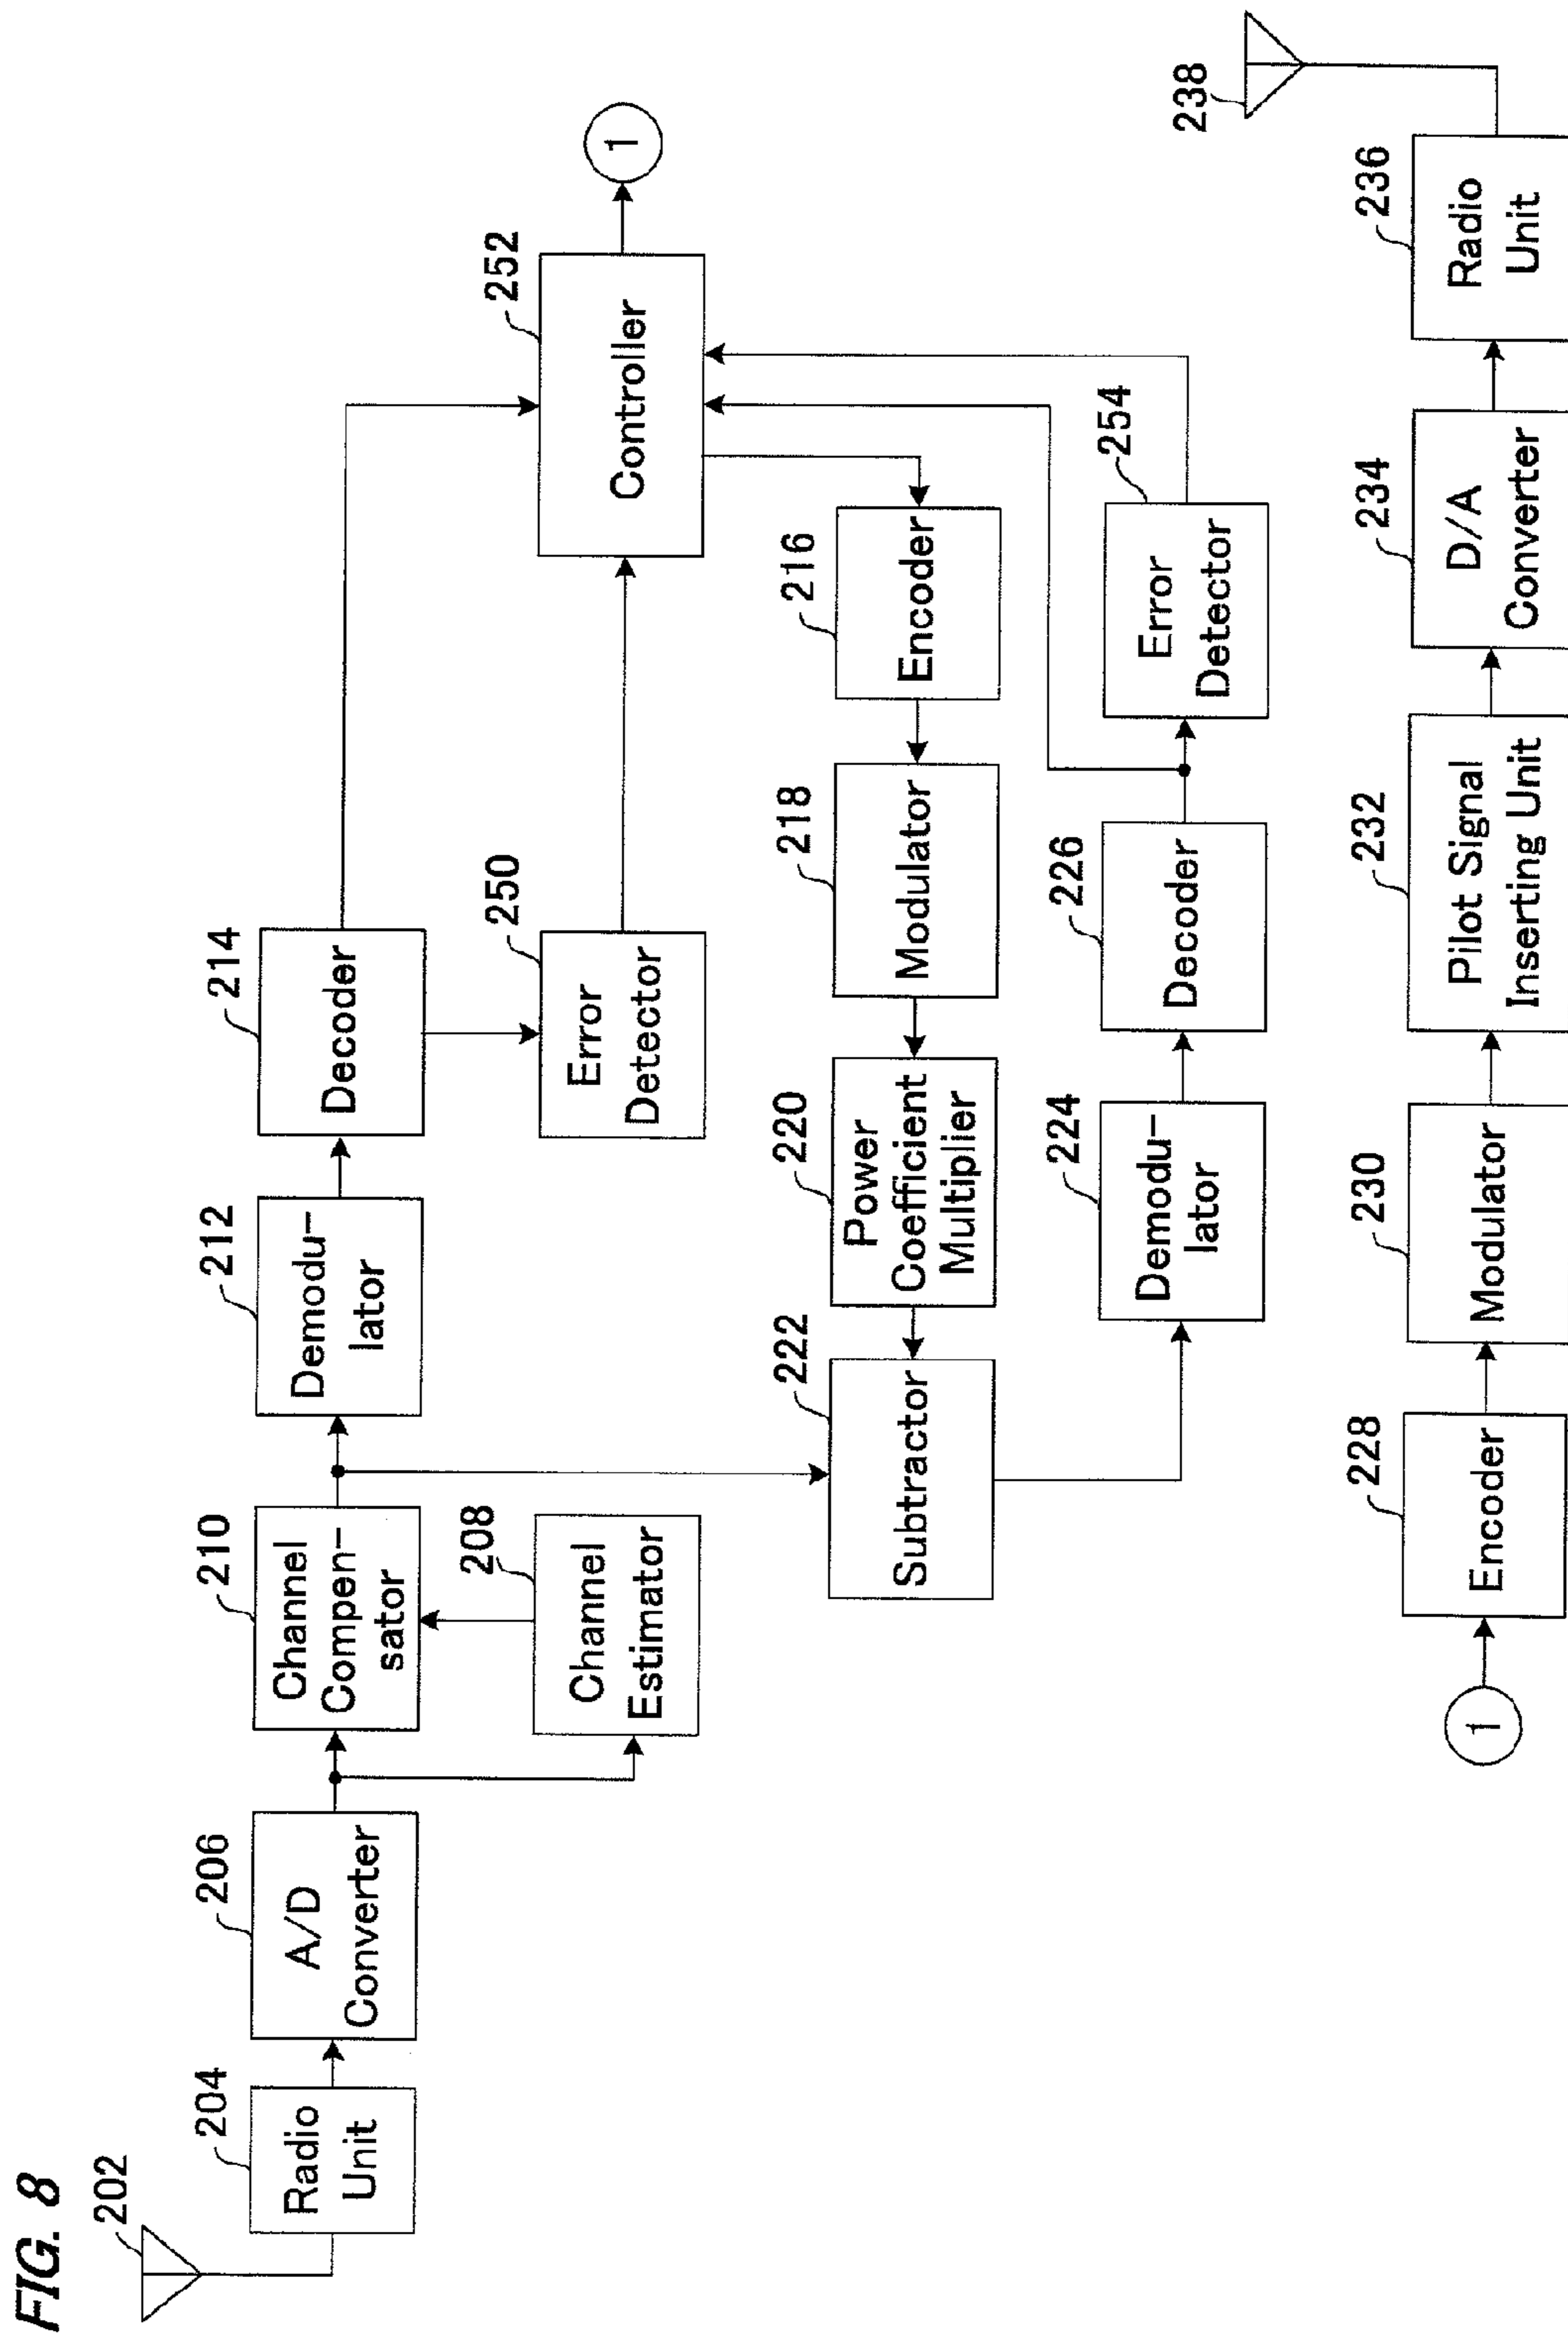 FIG. 8
202
204
Radio
Unit
206
A/D
Converter
210
Channel
Compen-
sator
208
Channel
Estimator
212
Demodu-
lator
214
Decoder
250
Error
Detector
252
Controller
1
222
Subtractor
220
Power
Coefficient
Multiplier
218
Modulator
216
Encoder
224
Demodu-
lator
226
Decoder
254
Error
Detector
1
228
Encoder
230
Modulator
232
Pilot Signal
Inserting Unit
234
D/A
Converter
236
Radio
Unit
238